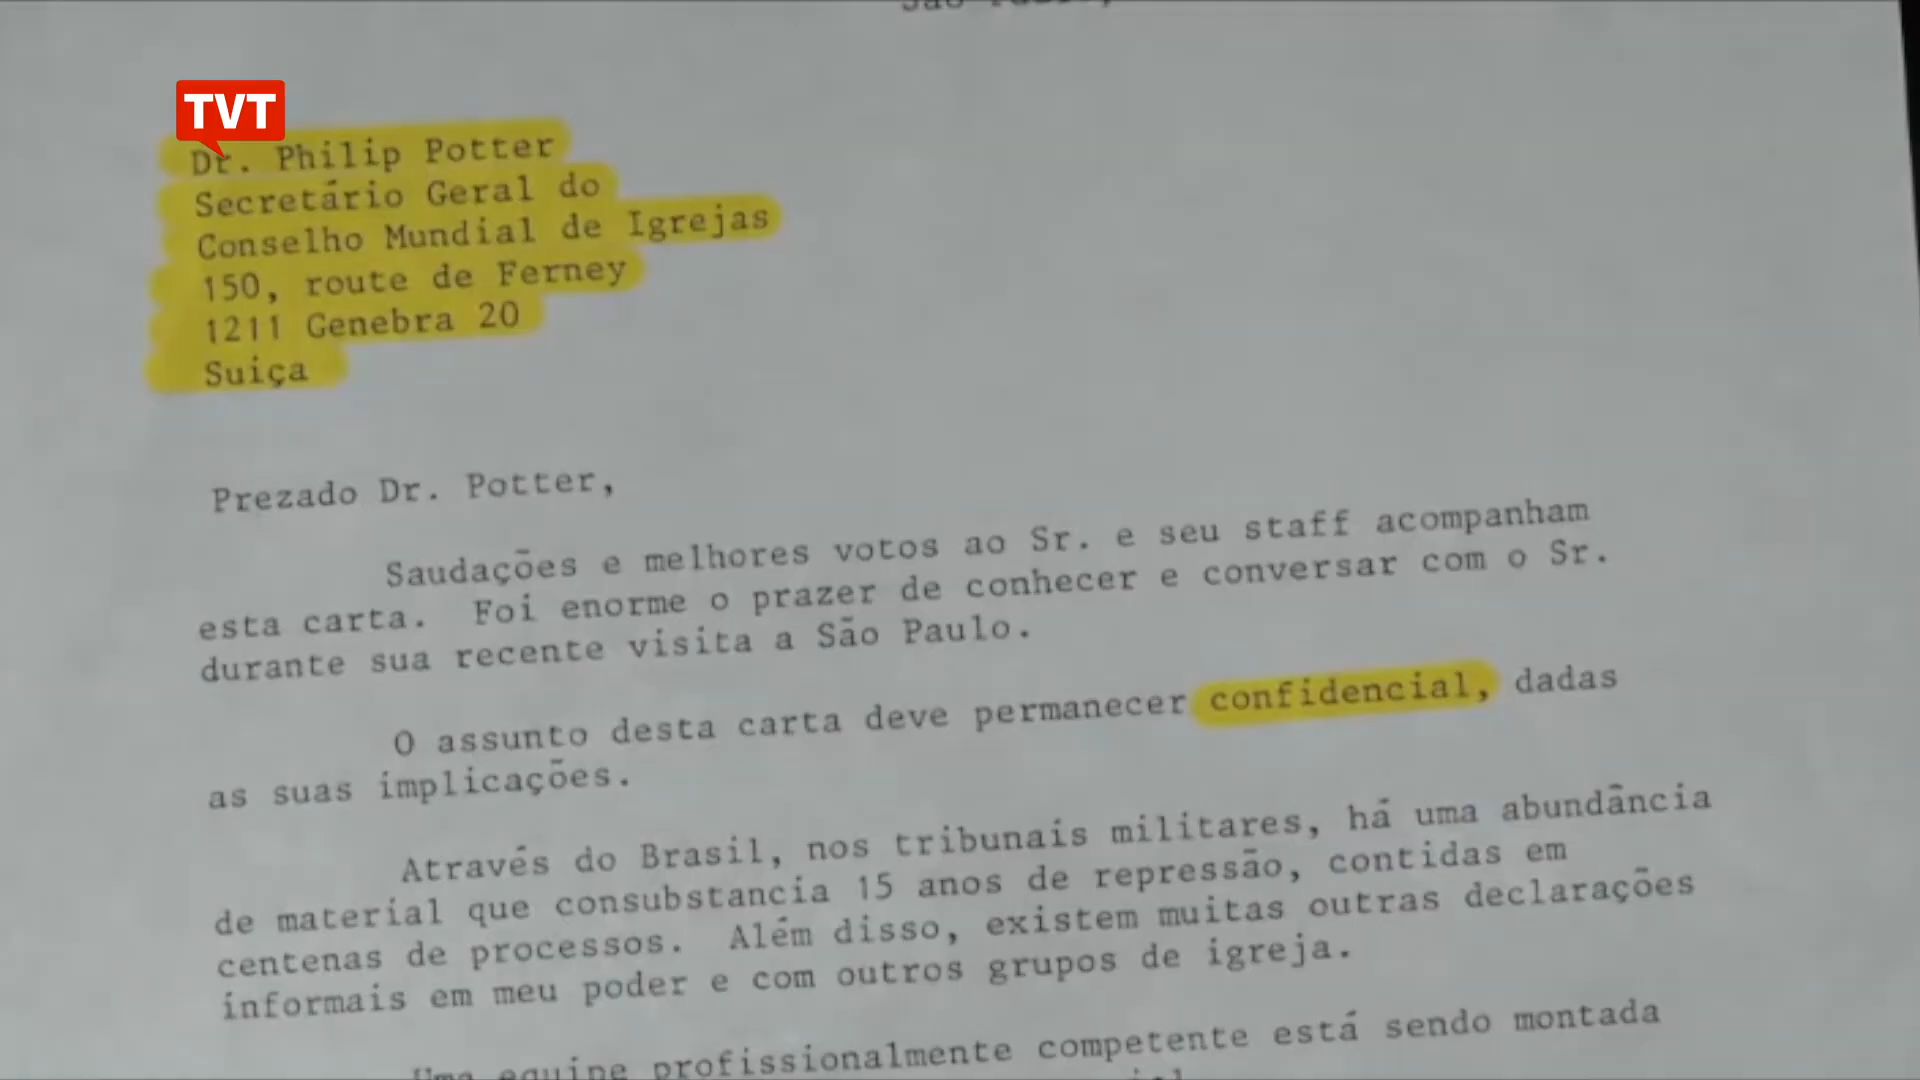 São Paulo,
TVT
Dr. Philip Potter
Secretário Geral do
Conselho Mundial de Igrejas
150, route de Ferney
1211 Genebra 20
Suiça
Prezado Dr. Potter,
Saudações e melhores votos ao Sr. e seu staff acompanham
esta carta. Foi enorme o prazer de conhecer e conversar com o Sr.
durante sua recente visita a São Paulo.
O assunto desta carta deve permanecer confidencial, dadas
as suas implicações.
Através do Brasil, nos tribunais militares, há uma abundância
de material que consubstancia 15 anos de repressão, contidas em
centenas de processos. Além disso, existem muitas outras declarações
informais em meu poder e com outros grupos de igreja.
Uma equipe profissionalmente competente está sendo montada